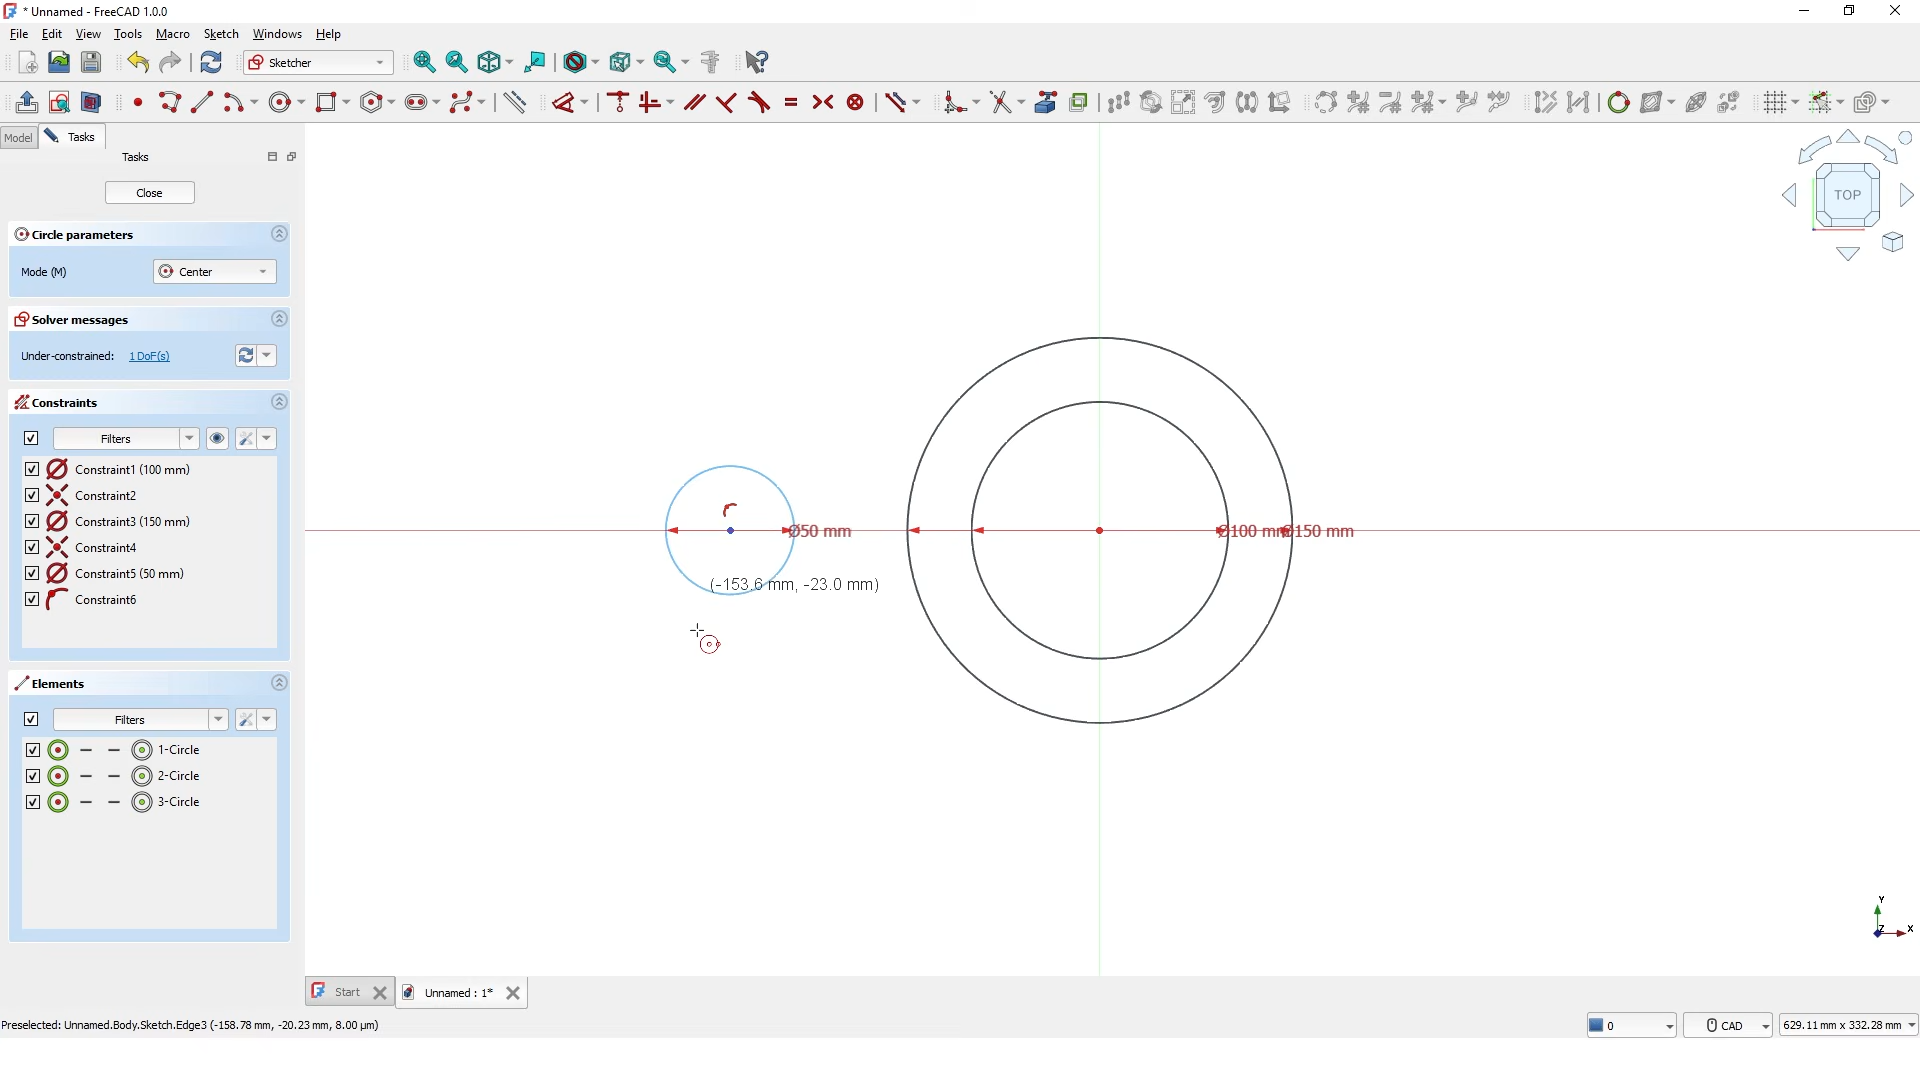 * Unnamed - FreeCAD 1.0.0
File Edit View Tools Macro Sketch Windows Help
Sketcher
Model Tasks
Tasks
Close
Circle parameters
Mode (M) Center
Solver messages
Under-constrained: 1 DoF(s)
Constraints
Filters
Constraint1 (100 mm)
Constraint2
Constraint3 (150 mm)
Constraint4
Constraint5 (50 mm)
Constraint6
Elements
Filters
1-Circle
2-Circle
3-Circle
TOP
Ø50 mm
Ø100 mm
Ø150 mm
(-153.6 mm, -23.0 mm)
Y
Z
X
Start
Unnamed : 1*
Preselected: Unnamed.Body.Sketch.Edge3 (-158.78 mm, -20.23 mm, 8.00 µm)
0
CAD
629.11 mm x 332.28 mm